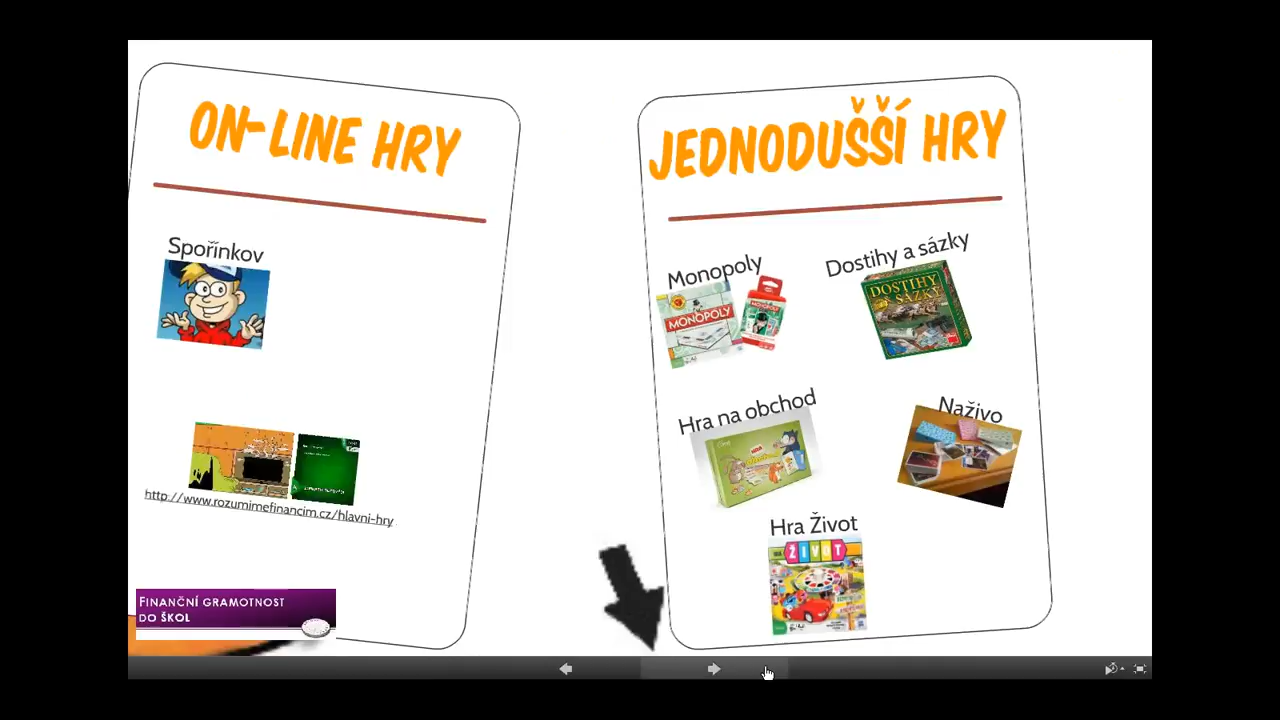 ON-LINE HRY
Spořínkov
http://www.rozumimefinancim.cz/hlavni-hry
FINANČNÍ GRAMOTNOST
DO ŠKOL
JEDNODUŠŠÍ HRY
Monopoly
MONOPOLY
Dostihy a sázky
DOSTIHY
SÁZKY
Hra na obchod
Naživo
Hra Život
ŽIVOT